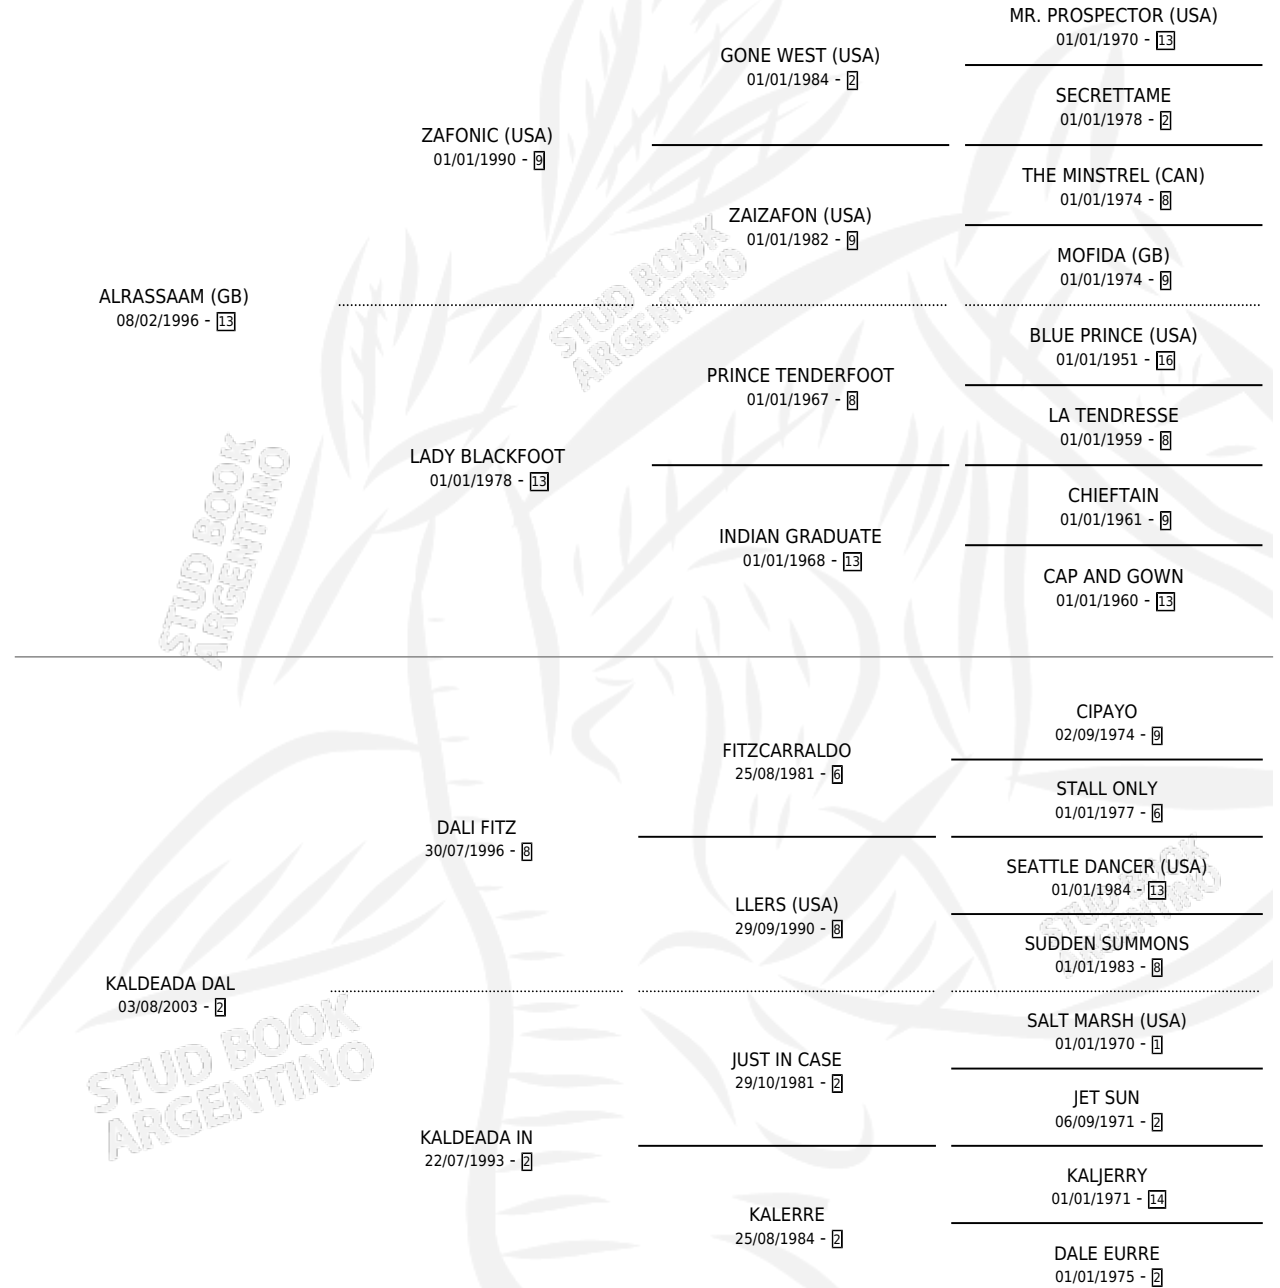 MR. PROSPECTOR (USA)
01/01/1970 - 13
GONE WEST (USA)
01/01/1984 - 2
SECRETTAME
01/01/1978 - 2
ZAFONIC (USA)
01/01/1990 - 9
THE MINSTREL (CAN)
01/01/1974 - 8
ZAIZAFON (USA)
01/01/1982 - 9
MOFIDA (GB)
01/01/1974 - 9
ALRASSAAM (GB)
08/02/1996 - 13
BLUE PRINCE (USA)
01/01/1951 - 16
PRINCE TENDERFOOT
01/01/1967 - 8
LA TENDRESSE
01/01/1959 - 8
LADY BLACKFOOT
01/01/1978 - 13
CHIEFTAIN
01/01/1961 - 9
INDIAN GRADUATE
01/01/1968 - 13
CAP AND GOWN
01/01/1960 - 13
STUD BOOK
ARGENTINO
STUD BOOK
ARGENTINO
CIPAYO
02/09/1974 - 9
FITZCARRALDO
25/08/1981 - 6
STALL ONLY
01/01/1977 - 6
DALI FITZ
30/07/1996 - 8
SEATTLE DANCER (USA)
01/01/1984 - 13
LLERS (USA)
29/09/1990 - 8
SUDDEN SUMMONS
01/01/1983 - 8
KALDEADA DAL
03/08/2003 - 2
SALT MARSH (USA)
01/01/1970 - 1
JUST IN CASE
29/10/1981 - 2
JET SUN
06/09/1971 - 2
KALDEADA IN
22/07/1993 - 2
KALJERRY
01/01/1971 - 14
KALERRE
25/08/1984 - 2
DALE EURRE
01/01/1975 - 2
STUD BOOK
ARGENTINO
STUD BOOK
ARGENTINO